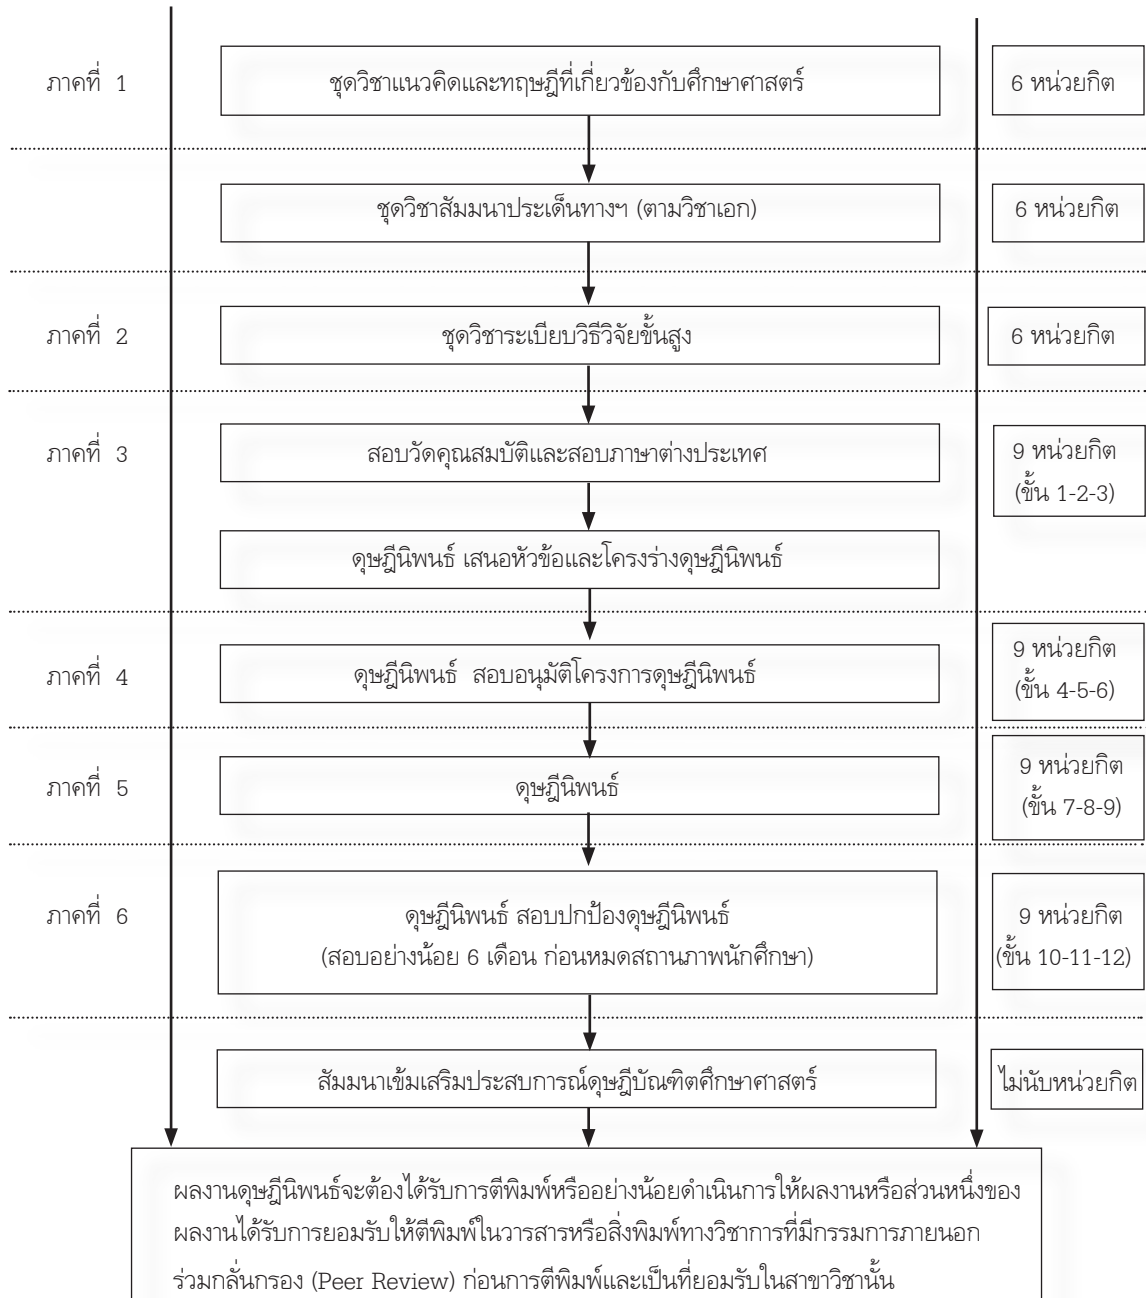 ภาคที่ 1
ชุดวิชาแนวคิดและทฤษฎีที่เกี่ยวข้องกับศึกษาศาสตร์
6 หน่วยกิต
ชุดวิชาสัมมนาประเด็นทางฯ (ตามวิชาเอก)
6 หน่วยกิต
ภาคที่ 2
ชุดวิชาระเบียบวิธีวิจัยขั้นสูง
6 หน่วยกิต
ภาคที่ 3
สอบวัดคุณสมบัติและสอบภาษาต่างประเทศ
9 หน่วยกิต
(ขั้น 1-2-3)
ดุษฎีนิพนธ์ เสนอหัวข้อและโครงร่างดุษฎีนิพนธ์
ภาคที่ 4
ดุษฎีนิพนธ์ สอบอนุมัติโครงการดุษฎีนิพนธ์
9 หน่วยกิต
(ขั้น 4-5-6)
ภาคที่ 5
ดุษฎีนิพนธ์
9 หน่วยกิต
(ขั้น 7-8-9)
ภาคที่ 6
ดุษฎีนิพนธ์ สอบปกป้องดุษฎีนิพนธ์
(สอบอย่างน้อย 6 เดือน ก่อนหมดสถานภาพนักศึกษา)
9 หน่วยกิต
(ขั้น 10-11-12)
สัมมนาเข้มเสริมประสบการณ์ดุษฎีบัณฑิตศึกษาศาสตร์
ไม่นับหน่วยกิต
ผลงานดุษฎีนิพนธ์จะต้องได้รับการตีพิมพ์หรืออย่างน้อยดำเนินการให้ผลงานหรือส่วนหนึ่งของ
ผลงานได้รับการยอมรับให้ตีพิมพ์ในวารสารหรือสิ่งพิมพ์ทางวิชาการที่มีกรรมการภายนอก
ร่วมกลั่นกรอง (Peer Review) ก่อนการตีพิมพ์และเป็นที่ยอมรับในสาขาวิชานั้น